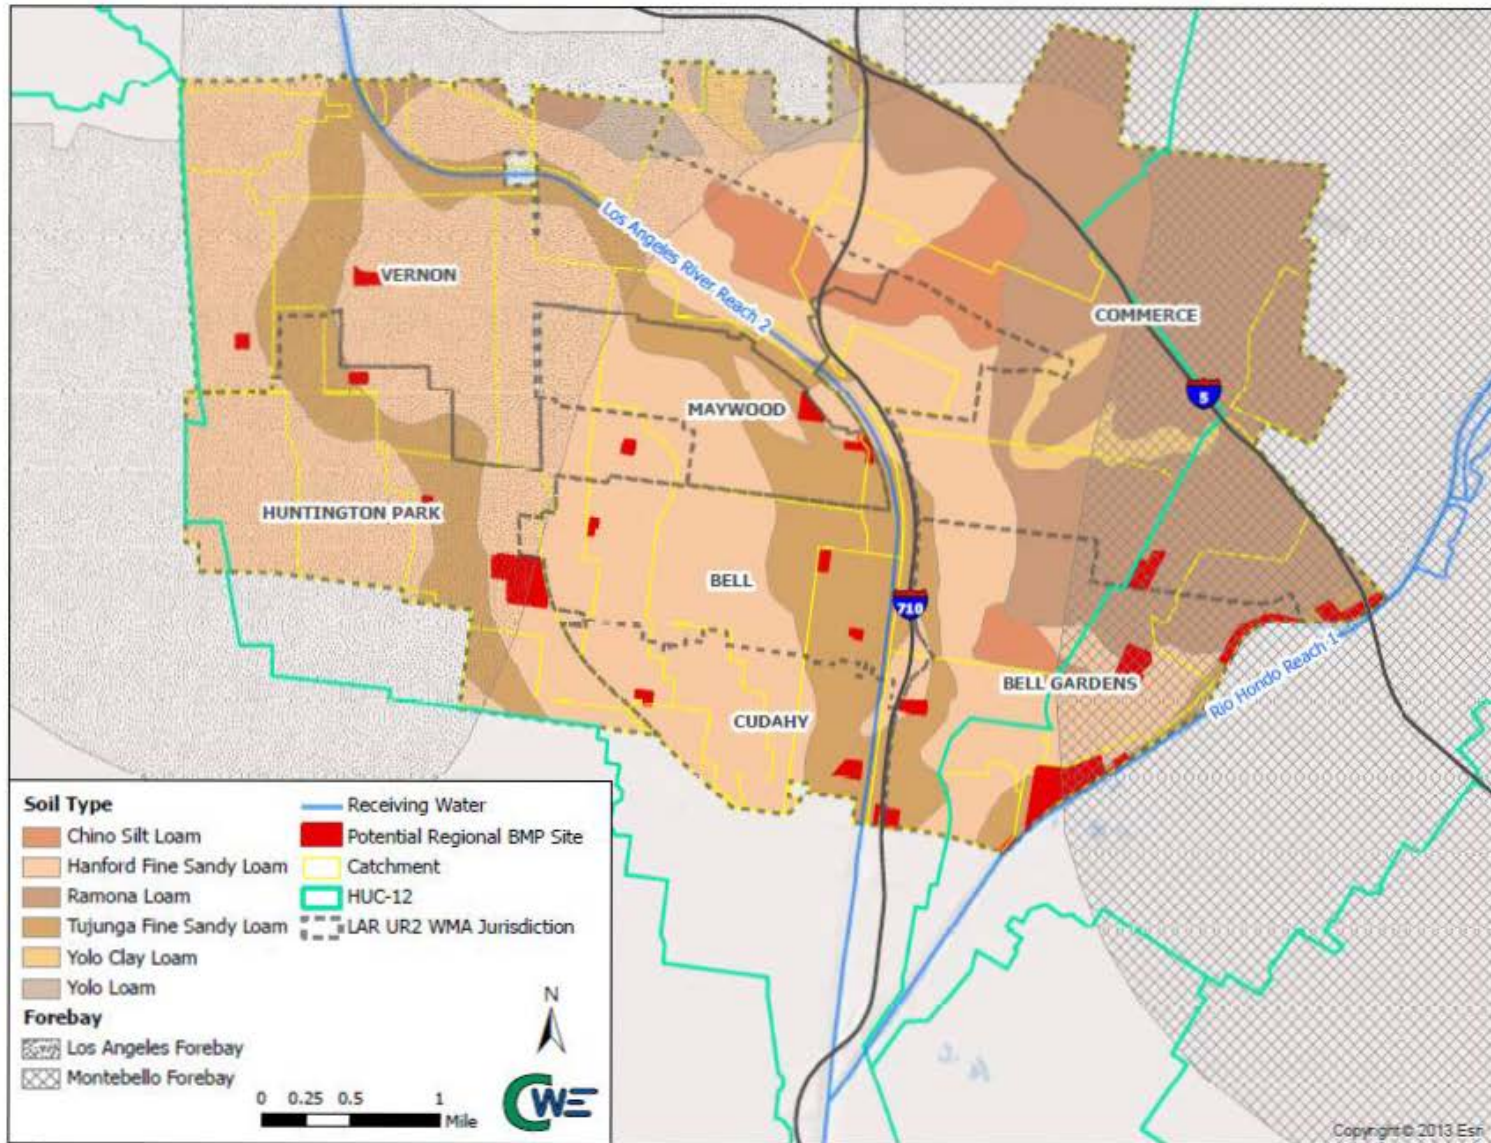 VERNON
Los Angeles River Reach 2
COMMERCE
5
MAYWOOD
HUNTINGTON PARK
BELL
710
BELL GARDENS
Rio Hondo Reach 1
CUDAHY
Soil Type
Chino Silt Loam
Hanford Fine Sandy Loam
Ramona Loam
Tujunga Fine Sandy Loam
Yolo Clay Loam
Yolo Loam
Forebay
Los Angeles Forebay
Montebello Forebay
Receiving Water
Potential Regional BMP Site
Catchment
HUC-12
LAR UR2 WMA Jurisdiction
N
0 0.25 0.5 1
Mile
CWE
Copyright © 2013 Esri